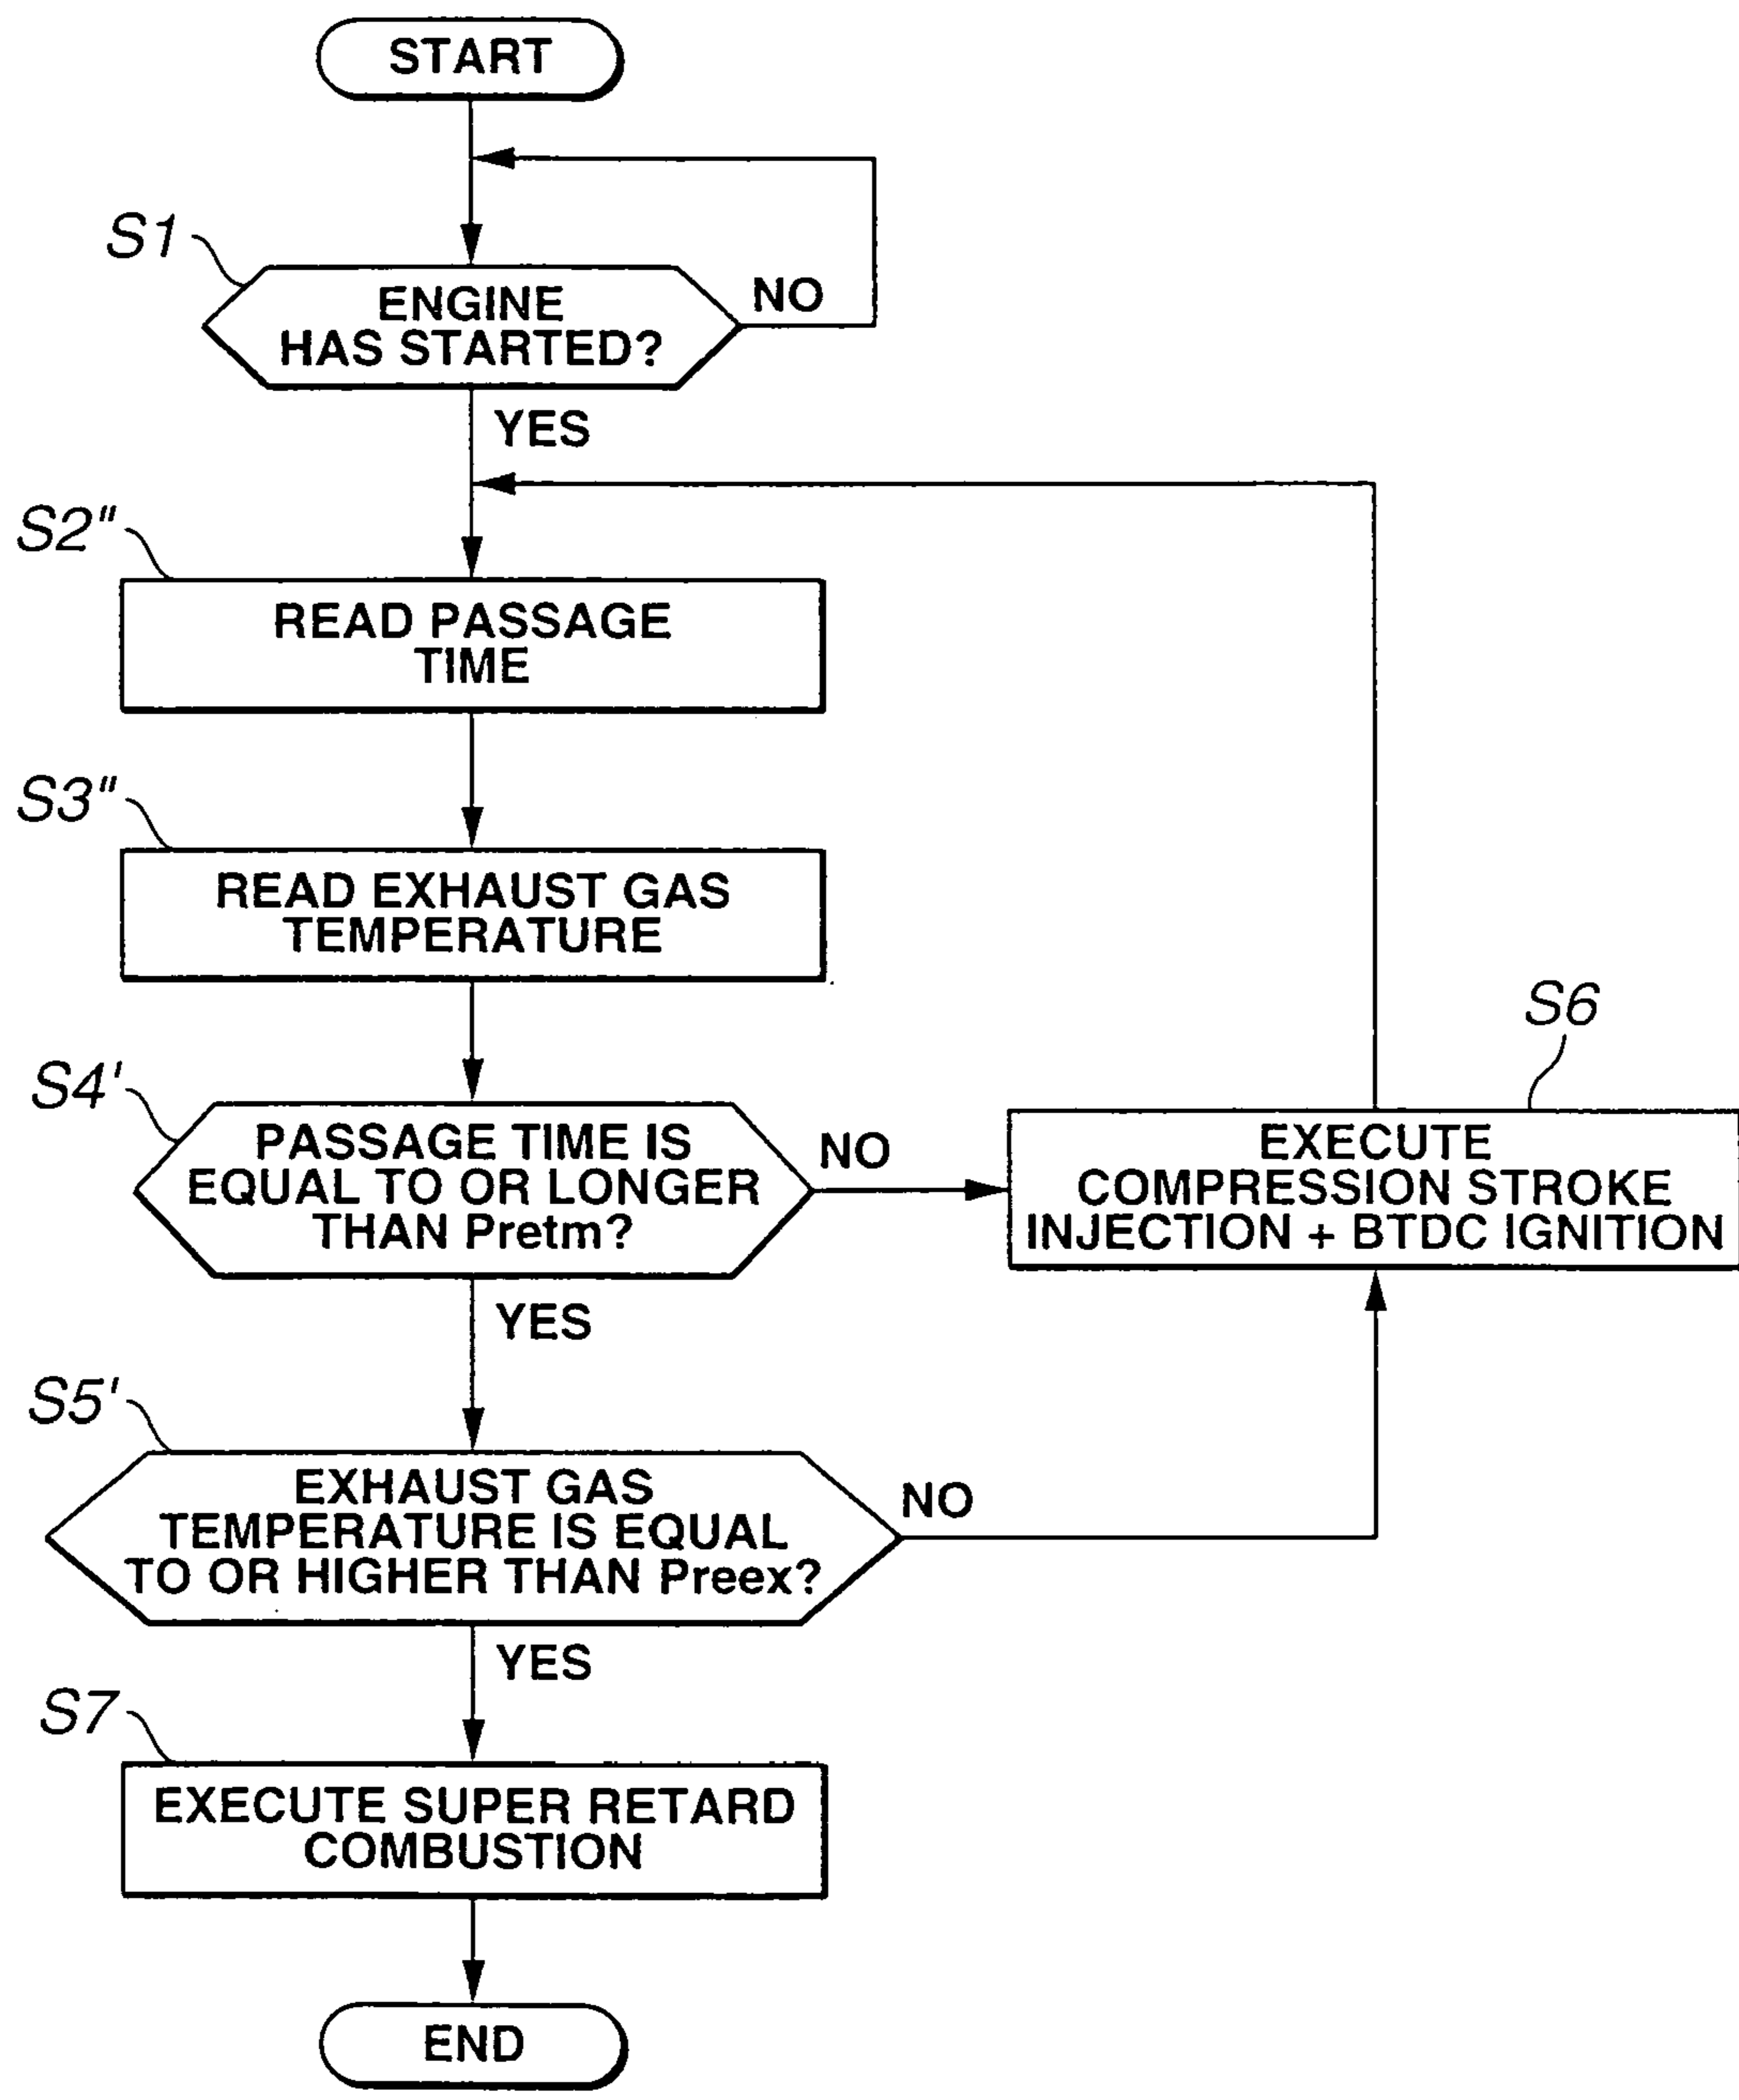 START
S1
ENGINE
HAS STARTED?
NO
YES
S2"
READ PASSAGE
TIME
S3"
READ EXHAUST GAS
TEMPERATURE
S4'
PASSAGE TIME IS
EQUAL TO OR LONGER
THAN Pretm?
NO
S6
EXECUTE
COMPRESSION STROKE
INJECTION + BTDC IGNITION
YES
S5'
EXHAUST GAS
TEMPERATURE IS EQUAL
TO OR HIGHER THAN Preex?
NO
YES
S7
EXECUTE SUPER RETARD
COMBUSTION
END